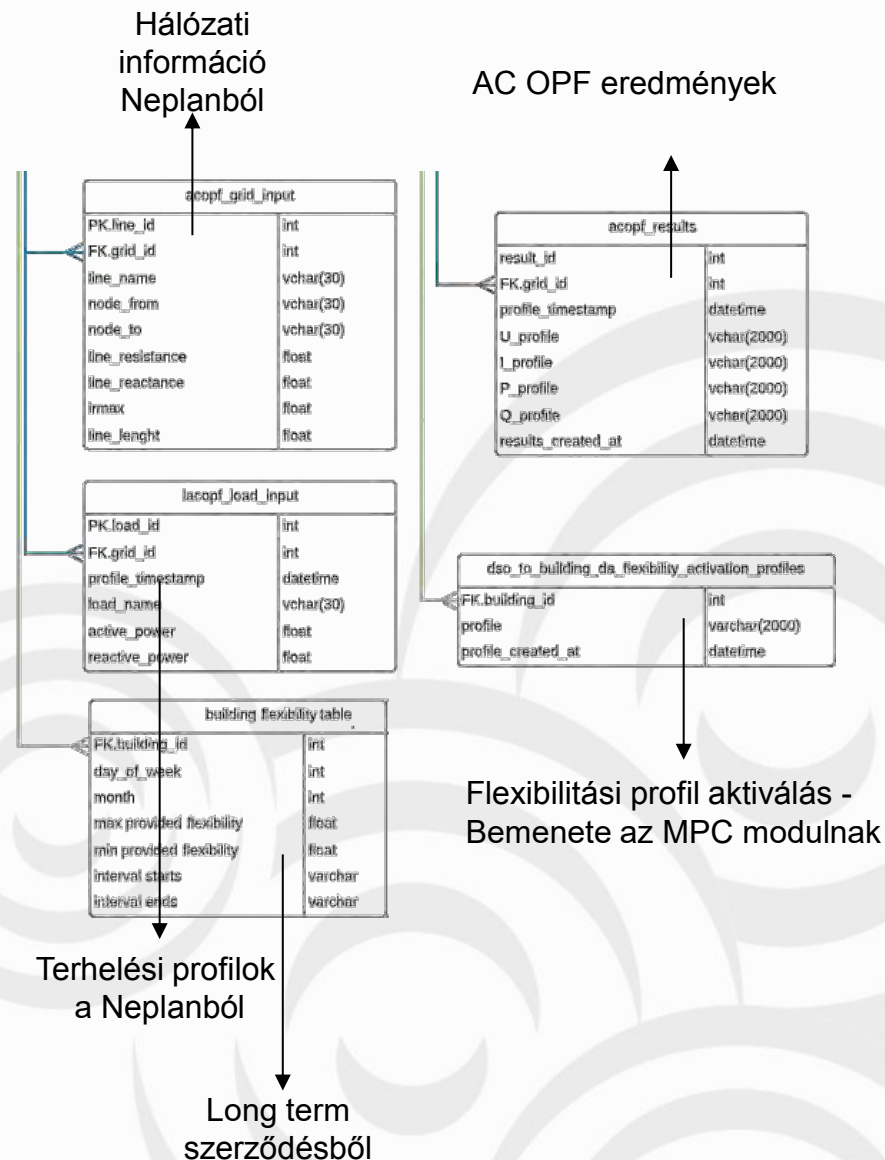 Hálózati
információ
Neplanból
AC OPF eredmények
acopf_grid_input
PK.line_id int
FK.grid_id int
line_name vchar(30)
node_from vchar(30)
node_to vchar(30)
line_resistance float
line_reactance float
irmax float
line_lenght float
acopf_results
result_id int
FK.grid_id int
profile_timestamp datetime
U_profile vchar(2000)
I_profile vchar(2000)
P_profile vchar(2000)
Q_profile vchar(2000)
results_created_at datetime
lacopf_load_input
PK.load_id int
FK.grid_id int
profile_timestamp datetime
load_name vchar(30)
active_power float
reactive_power float
dso_to_building_da_flexibility_activation_profiles
FK.building_id int
profile varchar(2000)
profile_created_at datetime
building flexibility table
FK.building_id int
day_of_week int
month int
max provided flexibility float
min provided flexibility float
interval starts varchar
interval ends varchar
Flexibilitási profil aktiválás -
Bemenete az MPC modulnak
Terhelési profilok
a Neplanból
Long term
szerződésből